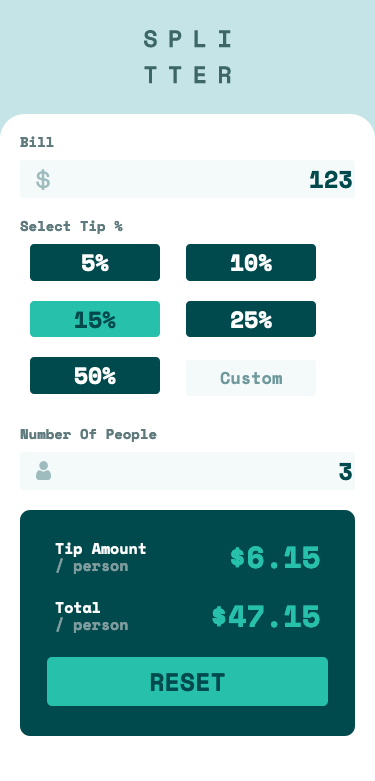 SPLI
TTER
Bill
$ 123
Select Tip %
5% 10%
15% 25%
50% Custom
Number Of People
3
Tip Amount
/ person
$6.15
Total
/ person
$47.15
RESET